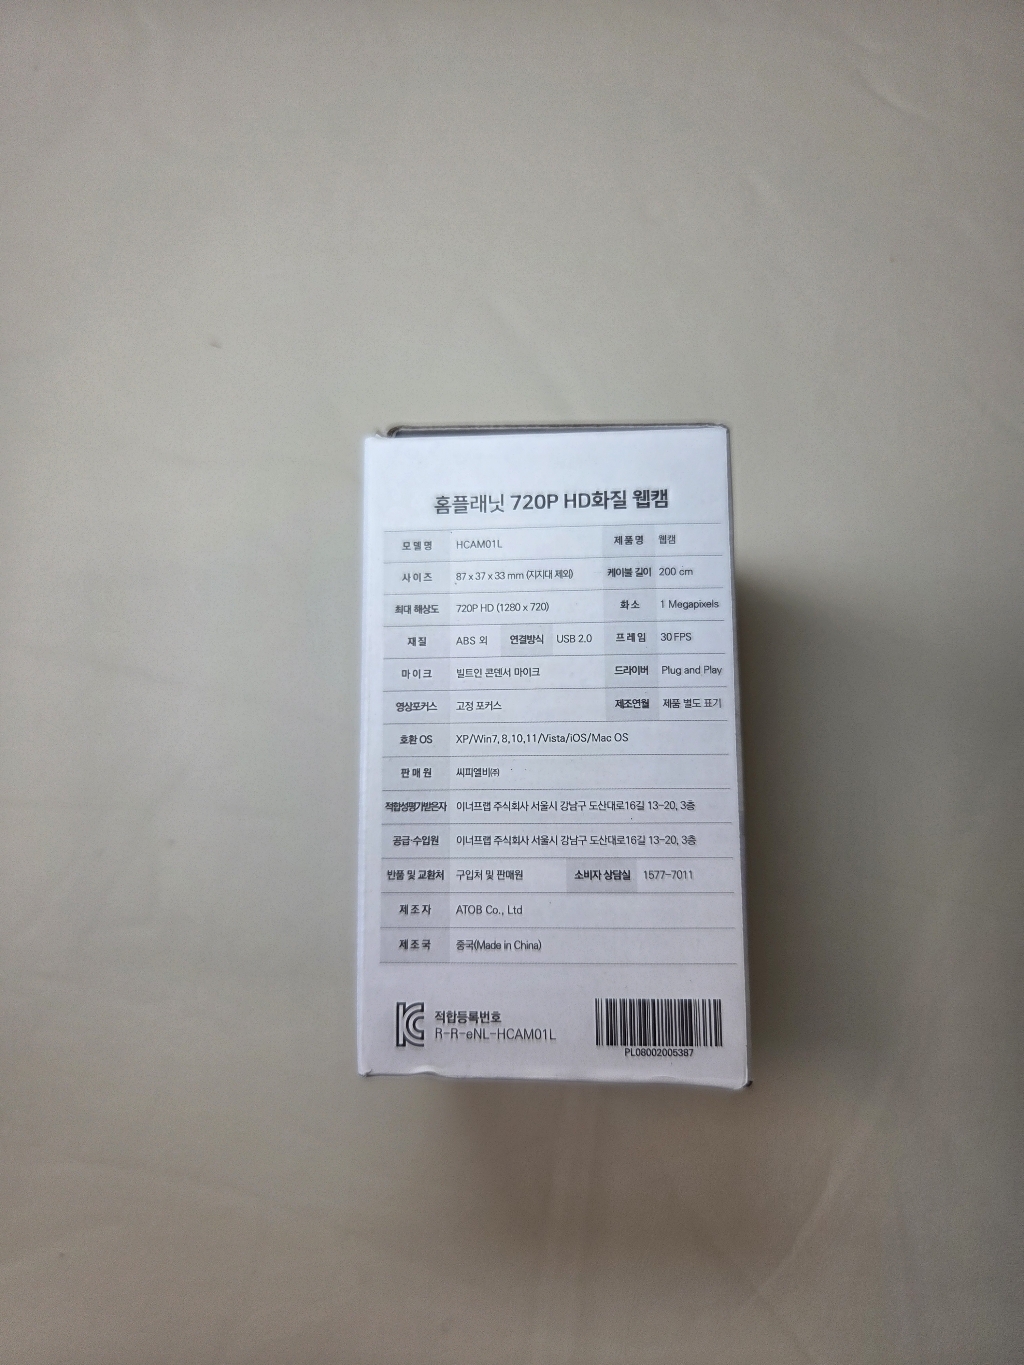 홈플래닛 720P HD화질 웹캠
모델명 HCAM01L 제품명 웹캠
사이즈 87 x 37 x 33 mm (지지대 제외) 케이블 길이 200 cm
최대 해상도 720P HD (1280 x 720) 화소 1 Megapixels
재질 ABS 외 연결방식 USB 2.0 프레임 30 FPS
마이크 빌트인 콘덴서 마이크 드라이버 Plug and Play
영상포커스 고정 포커스 제조연월 제품 별도 표기
호환 OS XP/Win7, 8,10,11/Vista/iOS/Mac OS
판매원 씨피엘비㈜
적합성평가받은자 이너프랩 주식회사 서울시 강남구 도산대로16길 13-20, 3층
공급·수입원 이너프랩 주식회사 서울시 강남구 도산대로16길 13-20, 3층
반품 및 교환처 구입처 및 판매원 소비자 상담실 1577-7011
제조자 ATOB Co., Ltd
제조국 중국(Made in China)
적합등록번호
R-R-eNL-HCAM01L
PL08002005387